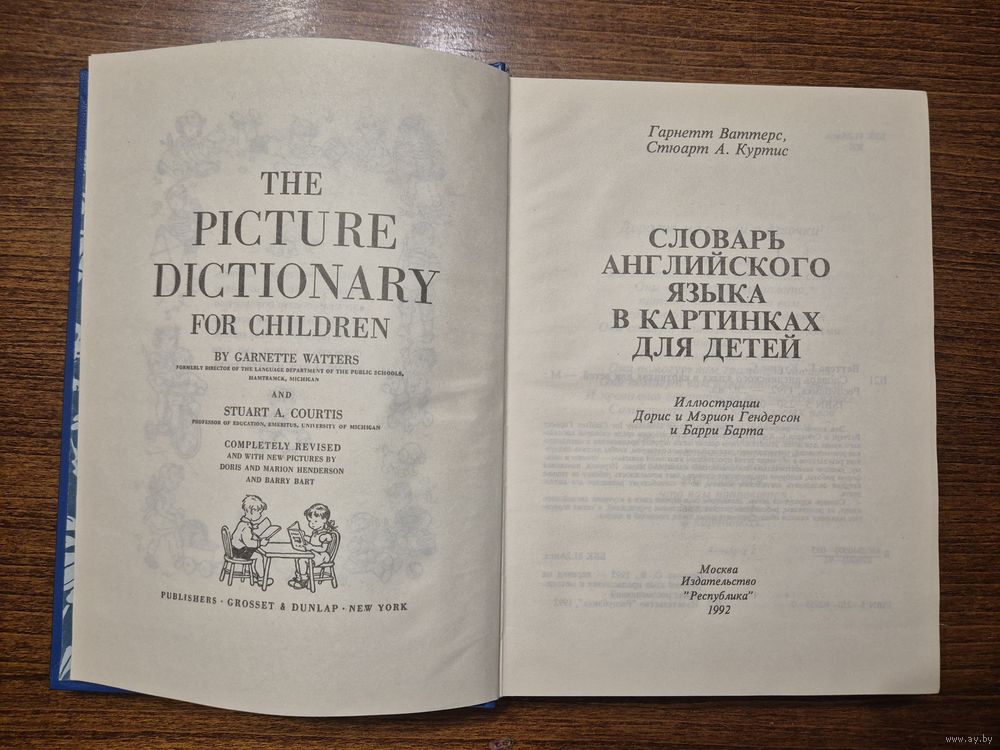 THE
PICTURE
DICTIONARY
FOR CHILDREN
BY GARNETTE WATTERS
FORMERLY DIRECTOR OF THE LANGUAGE DEPARTMENT OF THE PUBLIC SCHOOLS,
HAMTRAMCK, MICHIGAN
AND
STUART A. COURTIS
PROFESSOR OF EDUCATION, EMERITUS, UNIVERSITY OF MICHIGAN
COMPLETELY REVISED
AND WITH NEW PICTURES BY
DORIS AND MARION HENDERSON
AND BARRY BART
PUBLISHERS · GROSSET & DUNLAP · NEW YORK
Гарнетт Ваттерс,
Стюарт А. Куртис
СЛОВАРЬ
АНГЛИЙСКОГО
ЯЗЫКА
В КАРТИНКАХ
ДЛЯ ДЕТЕЙ
Иллюстрации
Дорис и Мэрион Гендерсон
и Барри Барта
Москва
Издательство
"Республика"
1992
www.ay.by